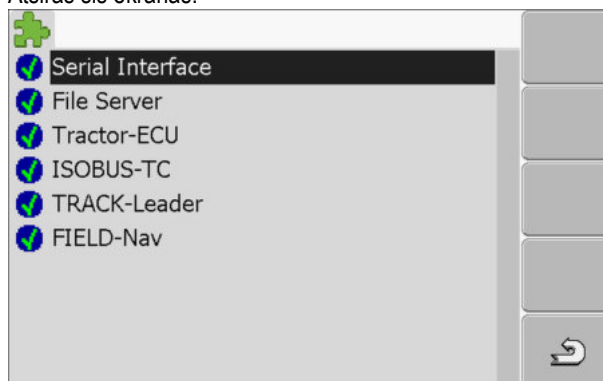 Atsiras šis ekranas:
Serial Interface
File Server
Tractor-ECU
ISOBUS-TC
TRACK-Leader
FIELD-Nav